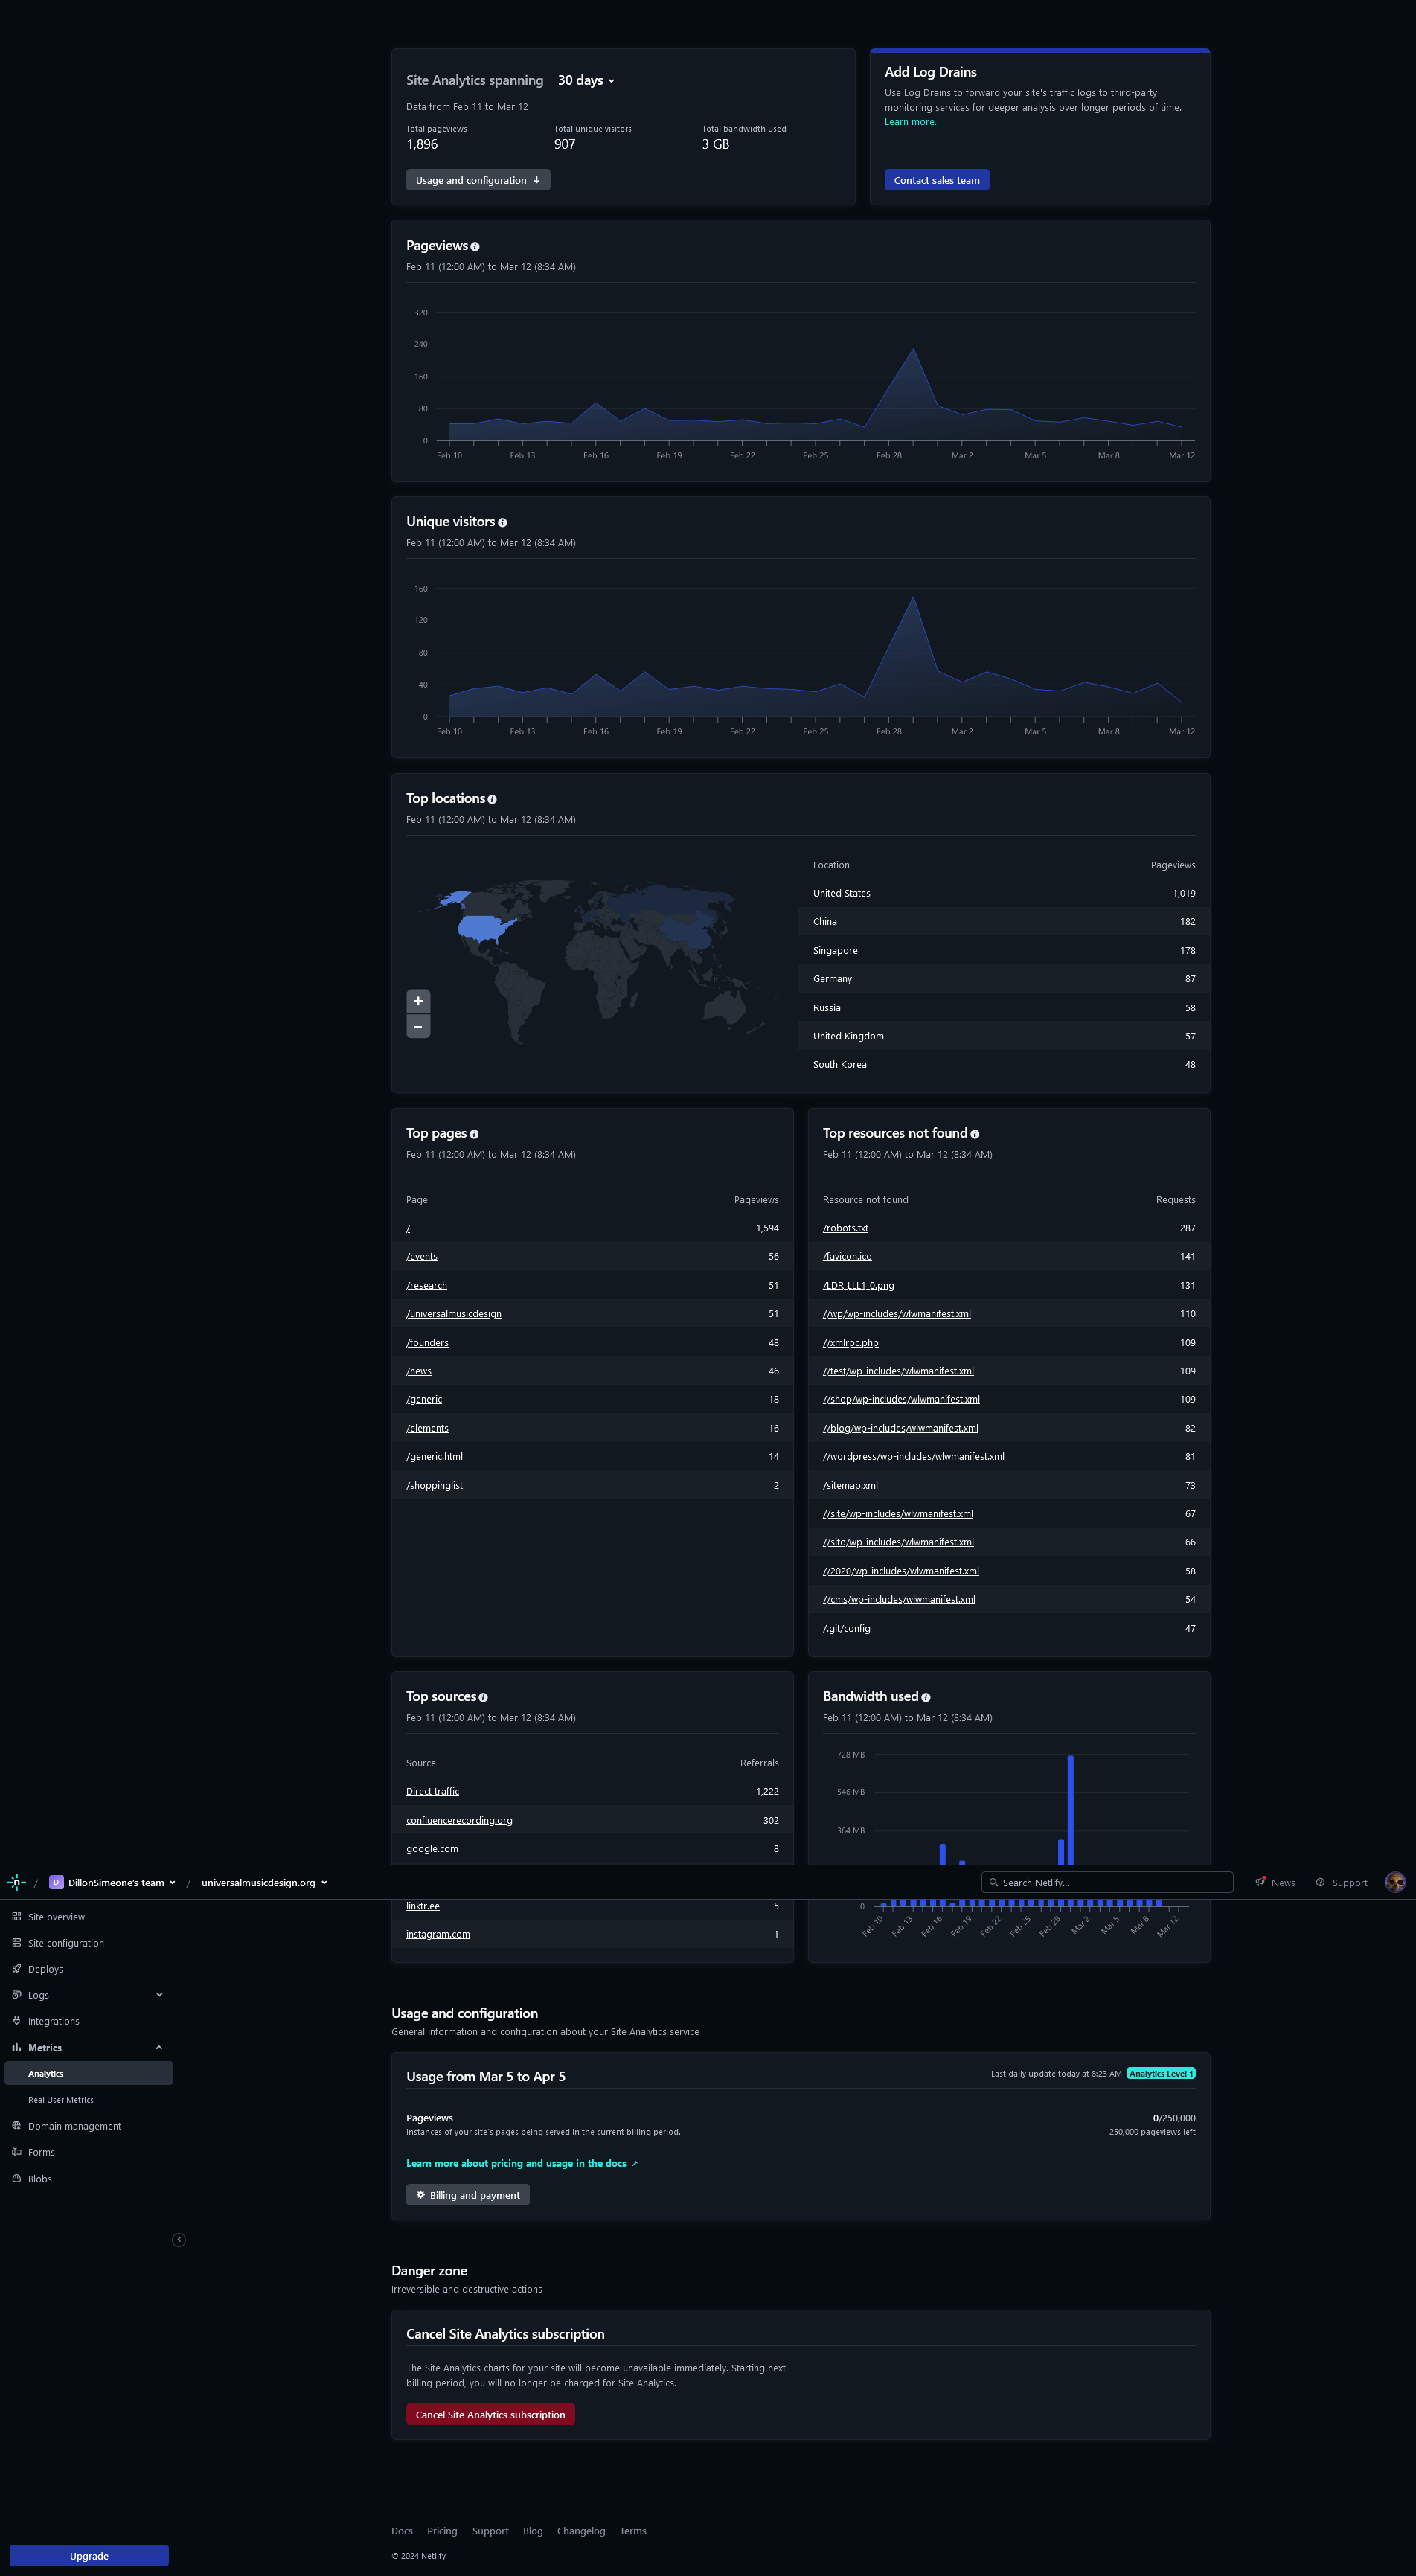 Site Analytics spanning 30 days
Data from Feb 11 to Mar 12
Total pageviews Total unique visitors Total bandwidth used
1,896 907 3 GB
Usage and configuration
Add Log Drains
Use Log Drains to forward your site's traffic logs to third-party
monitoring services for deeper analysis over longer periods of time.
Learn more.
Contact sales team
Pageviews
Feb 11 (12:00 AM) to Mar 12 (8:34 AM)
320
240
160
80
0
Feb 10 Feb 13 Feb 16 Feb 19 Feb 22 Feb 25 Feb 28 Mar 2 Mar 5 Mar 8 Mar 12
Unique visitors
Feb 11 (12:00 AM) to Mar 12 (8:34 AM)
160
120
80
40
0
Feb 10 Feb 13 Feb 16 Feb 19 Feb 22 Feb 25 Feb 28 Mar 2 Mar 5 Mar 8 Mar 12
Top locations
Feb 11 (12:00 AM) to Mar 12 (8:34 AM)
Location Pageviews
United States 1,019
China 182
Singapore 178
Germany 87
Russia 58
United Kingdom 57
South Korea 48
Top pages
Feb 11 (12:00 AM) to Mar 12 (8:34 AM)
Page Pageviews
/ 1,594
/events 56
/research 51
/universalmusicdesign 51
/founders 48
/news 46
/generic 18
/elements 16
/generic.html 14
/shoppinglist 2
Top resources not found
Feb 11 (12:00 AM) to Mar 12 (8:34 AM)
Resource not found Requests
/robots.txt 287
/favicon.ico 141
/LDR_LLL1_0.png 131
//wp/wp-includes/wlwmanifest.xml 110
//xmlrpc.php 109
//test/wp-includes/wlwmanifest.xml 109
//shop/wp-includes/wlwmanifest.xml 109
//blog/wp-includes/wlwmanifest.xml 82
//wordpress/wp-includes/wlwmanifest.xml 81
/sitemap.xml 73
//site/wp-includes/wlwmanifest.xml 67
//sito/wp-includes/wlwmanifest.xml 66
//2020/wp-includes/wlwmanifest.xml 58
//cms/wp-includes/wlwmanifest.xml 54
/.git/config 47
Top sources
Feb 11 (12:00 AM) to Mar 12 (8:34 AM)
Source Referrals
Direct traffic 1,222
confluencerecording.org 302
google.com 8
Bandwidth used
Feb 11 (12:00 AM) to Mar 12 (8:34 AM)
728 MB
546 MB
364 MB
n / D DillonSimeone's team / universalmusicdesign.org Search Netlify... News Support
linktr.ee 5
instagram.com 1
0
Feb 10 Feb 13 Feb 16 Feb 19 Feb 22 Feb 25 Feb 28 Mar 2 Mar 5 Mar 8 Mar 12
Site overview
Site configuration
Deploys
Logs
Integrations
Metrics
Analytics
Real User Metrics
Domain management
Forms
Blobs
Usage and configuration
General information and configuration about your Site Analytics service
Usage from Mar 5 to Apr 5
Last daily update today at 8:23 AM Analytics Level 1
Pageviews 0/250,000
Instances of your site's pages being served in the current billing period. 250,000 pageviews left
Learn more about pricing and usage in the docs
Billing and payment
Danger zone
Irreversible and destructive actions
Cancel Site Analytics subscription
The Site Analytics charts for your site will become unavailable immediately. Starting next
billing period, you will no longer be charged for Site Analytics.
Cancel Site Analytics subscription
Docs Pricing Support Blog Changelog Terms
© 2024 Netlify
Upgrade